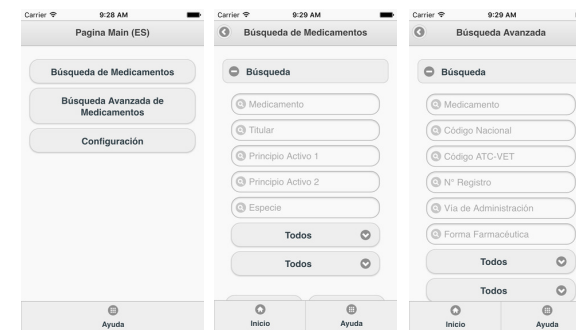 Carrier 9:28 AM
Pagina Main (ES)
Búsqueda de Medicamentos
Búsqueda Avanzada de
Medicamentos
Configuración
Ayuda
Carrier 9:29 AM
Búsqueda de Medicamentos
Búsqueda
Medicamento
Titular
Principio Activo 1
Principio Activo 2
Especie
Todos
Todos
Inicio
Ayuda
Carrier 9:29 AM
Búsqueda Avanzada
Búsqueda
Medicamento
Código Nacional
Código ATC-VET
N° Registro
Vía de Administración
Forma Farmacéutica
Todos
Todos
Inicio
Ayuda